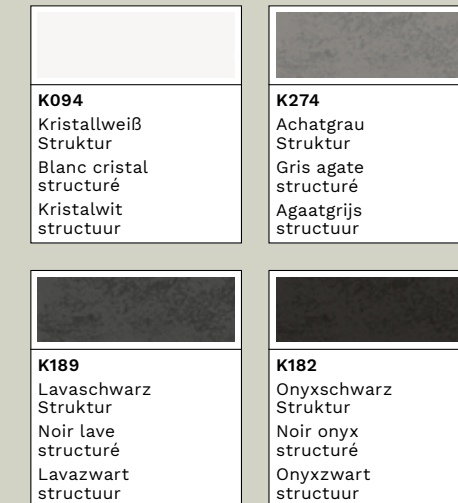 K094
Kristallweiß
Struktur
Blanc cristal
structuré
Kristalwit
structuur
K274
Achatgrau
Struktur
Gris agate
structuré
Agaatgrijs
structuur
K189
Lavaschwarz
Struktur
Noir lave
structuré
Lavazwart
structuur
K182
Onyxschwarz
Struktur
Noir onyx
structuré
Onyxzwart
structuur